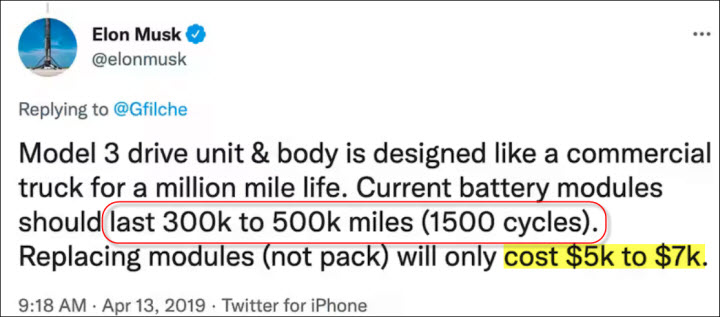 Elon Musk
@elonmusk
Replying to @Gfilche
Model 3 drive unit & body is designed like a commercial
truck for a million mile life. Current battery modules
should last 300k to 500k miles (1500 cycles).
Replacing modules (not pack) will only cost $5k to $7k.
9:18 AM · Apr 13, 2019 · Twitter for iPhone